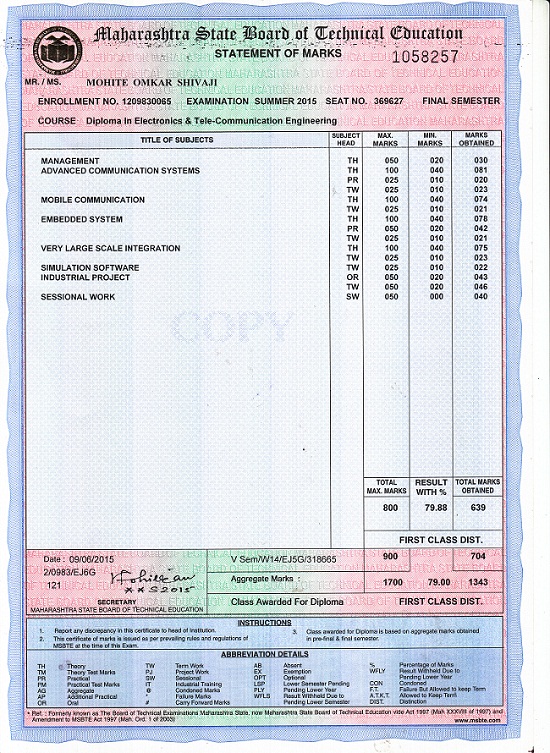 Maharashtra State Board of Technical Education
STATEMENT OF MARKS
1058257
MR. / MS. MOHITE OMKAR SHIVAJI
ENROLLMENT NO. 1209830065 EXAMINATION SUMMER 2015 SEAT NO. 369627 FINAL SEMESTER
COURSE Diploma In Electronics & Tele-Communication Engineering
TITLE OF SUBJECTS SUBJECT HEAD MAX. MARKS MIN. MARKS MARKS OBTAINED
MANAGEMENT TH 050 020 030
ADVANCED COMMUNICATION SYSTEMS TH 100 040 081
PR 025 010 020
TW 025 010 023
MOBILE COMMUNICATION TH 100 040 074
TW 025 010 021
EMBEDDED SYSTEM TH 100 040 078
PR 050 020 042
TW 025 010 021
VERY LARGE SCALE INTEGRATION TH 100 040 075
TW 025 010 023
SIMULATION SOFTWARE TW 025 010 022
INDUSTRIAL PROJECT OR 050 020 043
TW 050 020 046
SESSIONAL WORK SW 050 000 040
COPY
TOTAL MAX. MARKS RESULT WITH % TOTAL MARKS OBTAINED
800 79.88 639
FIRST CLASS DIST.
Date : 09/06/2015 V Sem/W14/EJ5G/318665 900 704
2/0983/EJ6G
121
Aggregate Marks : 1700 79.00 1343
SECRETARY
MAHARASHTRA STATE BOARD OF TECHNICAL EDUCATION
Class Awarded For Diploma FIRST CLASS DIST.
INSTRUCTIONS
1. Report any discrepancy in this certificate to head of Institution.
2. This certificate of marks is issued as per prevailing rules and regulations of MSBTE at the time of this Exam.
3. Class awarded for Diploma is based on aggregate marks obtained in pre-final & final semester.
ABBREVIATION DETAILS
TH Theory TW Term Work AB Absent % Percentage of Marks
TM Theory Test Marks PJ Project Work EX Exemption WFLY Result Withheld Due to
PR Practical SW Sessional OPT Optional Pending Lower Year
PM Practical Test Marks IT Industrial Training LSP Lower Semester Pending CON Condoned
AG Aggregate @ Condoned Marks PLY Pending Lower Year F.T. Failure But Allowed to keep Term
AP Additional Practical * Failure Marks WFLS Result Withheld Due to A.T.K.T. Allowed to Keep Term
OR Oral # Carry Forward Marks Pending Lower Semester DIST. Distinction
* Ref. : Formerly known as The Board of Technical Examinations Maharashtra State, now Maharashtra State Board of Technical Education vide Act 1997 (Mah XXXVIII of 1997) and
Amendment to MSBTE Act 1997 (Mah. Ord. 1 of 2003)
www.msbte.com